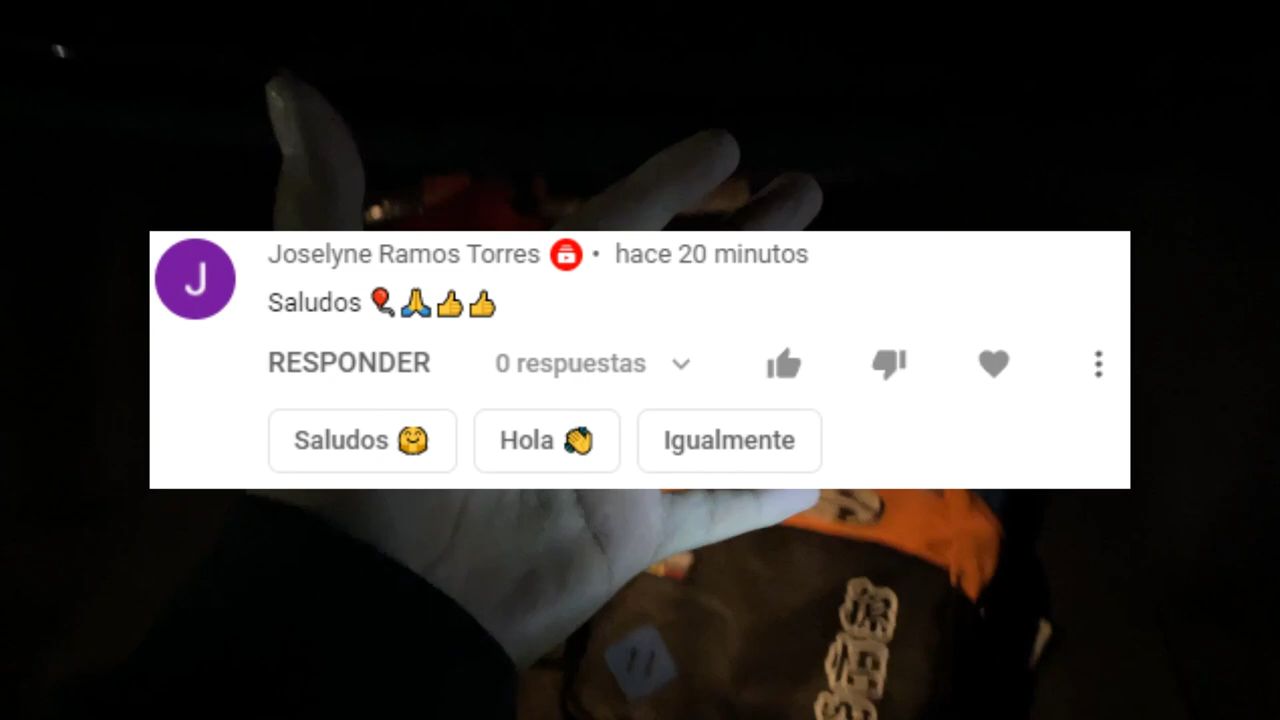 J
Joselyne Ramos Torres • hace 20 minutos
Saludos 🎈🙏👍👍
RESPONDER 0 respuestas
Saludos 🤗 Hola 👏 Igualmente